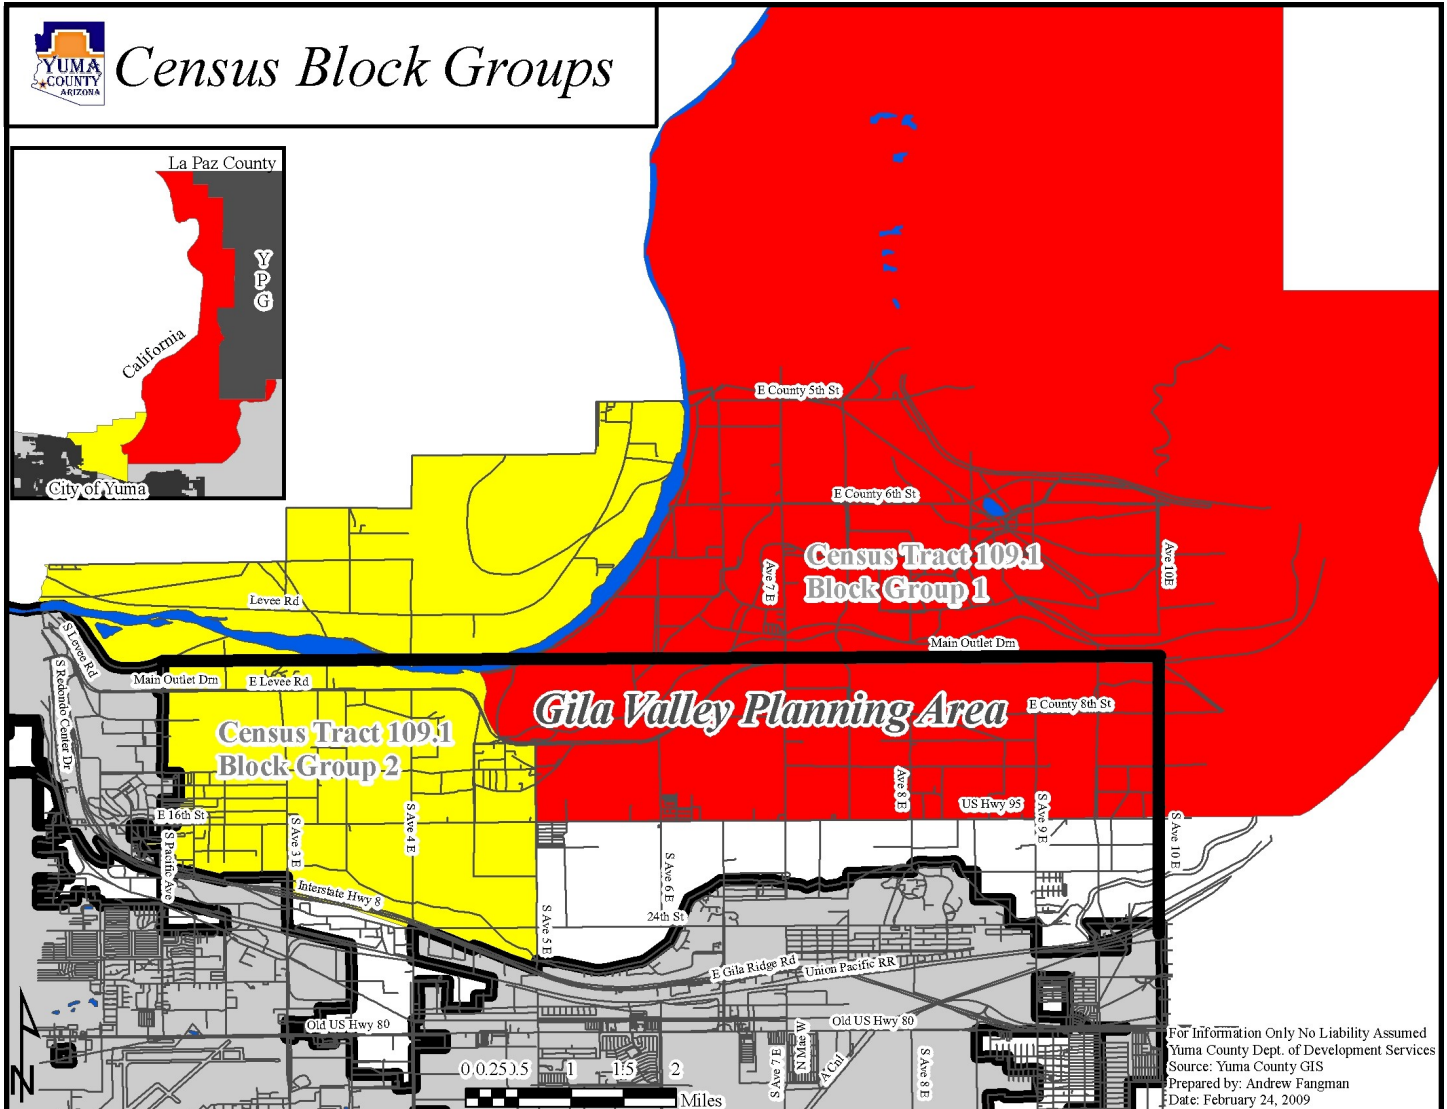 YUMA
COUNTY
ARIZONA
Census Block Groups
La Paz County
Y
P
G
California
City of Yuma
E County 5th St
E County 6th St
Census Tract 109.1
Block Group 1
Ave 7 E
Ave 10E
Levee Rd
S Levee Rd
S Redondo Center Dr
Main Outlet Drn
Main Outlet Drn
E Levee Rd
Gila Valley Planning Area
E County 8th St
Census Tract 109.1
Block Group 2
Ave 8 E
US Hwy 95
E 16th St
S Pacific Ave
S Ave 3 E
S Ave 4 E
S Ave 9 E
S Ave 10 E
Interstate Hwy 8
S Ave 5 E
S Ave 6 E
24th St
E Gila Ridge Rd
Union Pacific RR
Old US Hwy 80
Old US Hwy 80
S Ave 7 E
N Mae W
A Cnl
S Ave 8 E
N
0 0.25 0.5 1 1.5 2
Miles
For Information Only No Liability Assumed
Yuma County Dept. of Development Services
Source: Yuma County GIS
Prepared by: Andrew Fangman
Date: February 24, 2009